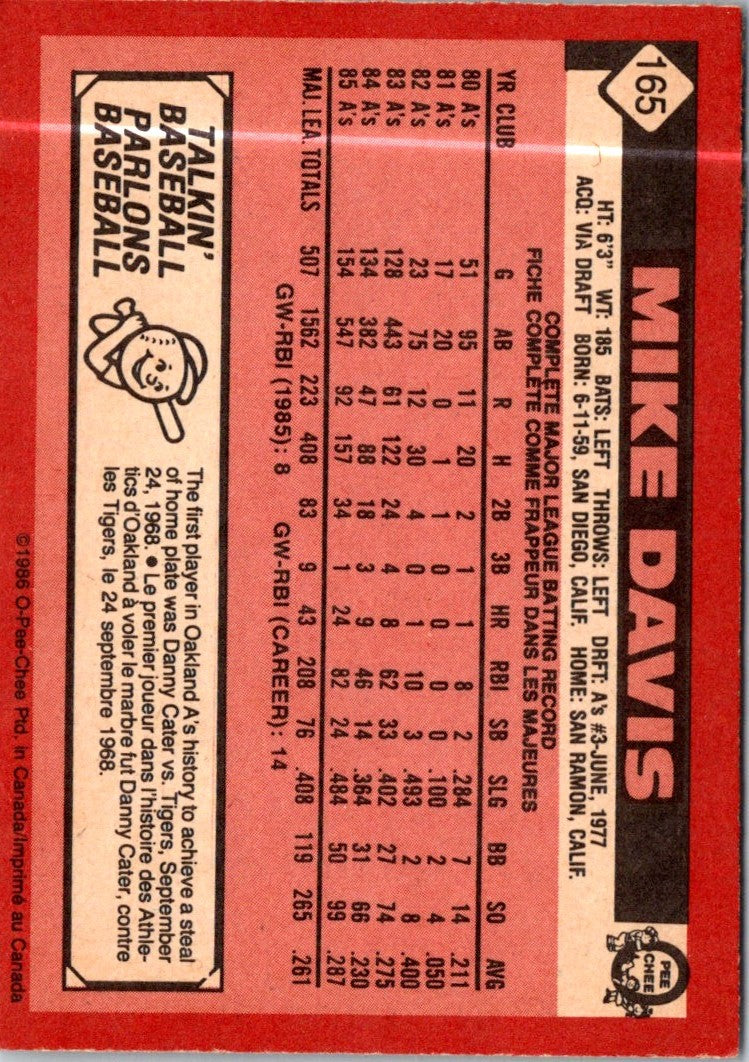 165
MIKE DAVIS
O PEE CHEE
HT: 6'3" WT: 185 BATS: LEFT THROWS: LEFT DRFT: A's #3-JUNE, 1977
ACQ: VIA DRAFT BORN: 6-11-59, SAN DIEGO, CALIF. HOME: SAN RAMON, CALIF.
COMPLETE MAJOR LEAGUE BATTING RECORD
FICHE COMPLÈTE COMME FRAPPEUR DANS LES MAJEURES
YR CLUB G AB R H 2B 3B HR RBI SB SLG BB SO AVG
80 A's 51 95 11 20 2 1 1 8 2 .284 7 14 .211
81 A's 17 20 0 1 1 0 0 0 0 .100 2 4 .050
82 A's 23 75 12 30 4 0 1 10 3 .493 2 8 .400
83 A's 128 443 61 122 24 4 8 62 33 .402 27 74 .275
84 A's 134 382 47 88 18 3 9 46 14 .364 31 66 .230
85 A's 154 547 92 157 34 1 24 82 24 .484 50 99 .287
MAJ. LEA. TOTALS 507 1562 223 408 83 9 43 208 76 .408 119 265 .261
GW-RBI (1985): 8 GW-RBI (CAREER): 14
TALKIN'
BASEBALL
PARLONS
BASEBALL
The first player in Oakland A's history to achieve a steal
of home plate was Danny Cater vs. Tigers, September
24, 1968. • Le premier joueur dans l'histoire des Athle-
tics d'Oakland à voler le marbre fut Danny Cater, contre
les Tigers, le 24 septembre 1968.
©1986 O-Pee-Chee Ptd. in Canada/Imprimé au Canada